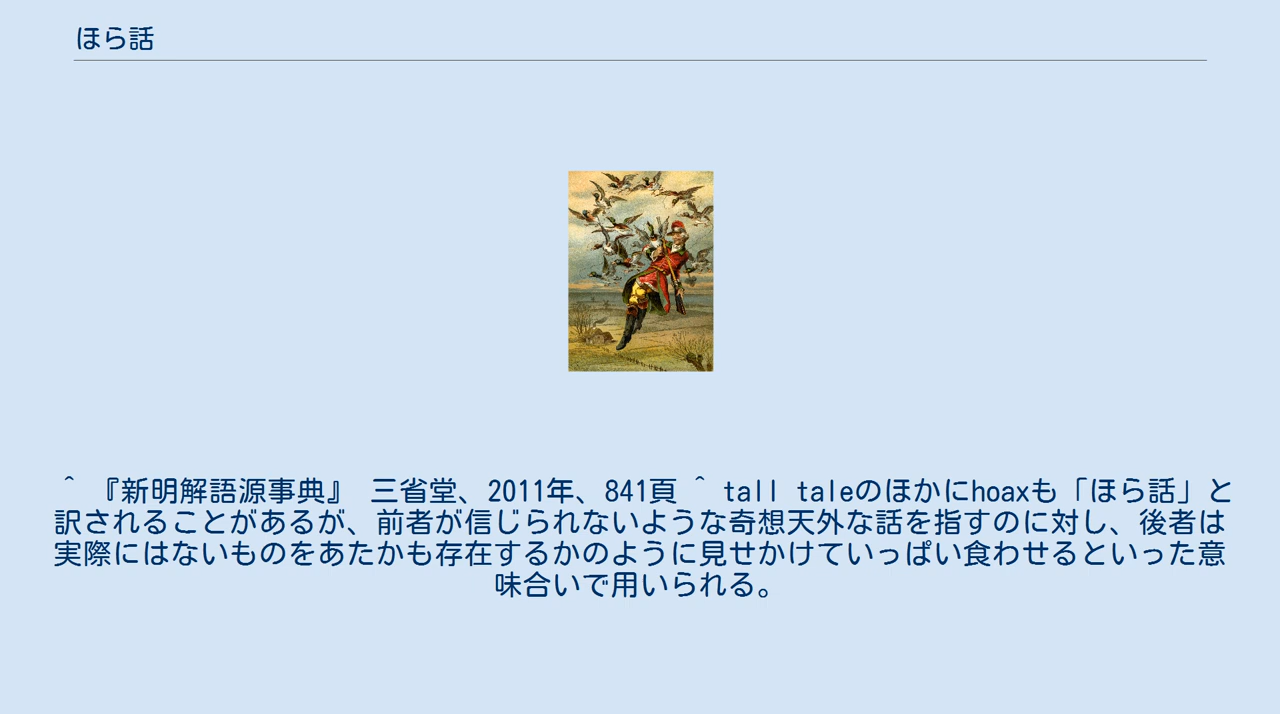 ほら話
^ 『新明解語源事典』 三省堂、2011年、841頁 ^ tall taleのほかにhoaxも「ほら話」と
訳されることがあるが、前者が信じられないような奇想天外な話を指すのに対し、後者は
実際にはないものをあたかも存在するかのように見せかけていっぱい食わせるといった意
味合いで用いられる。